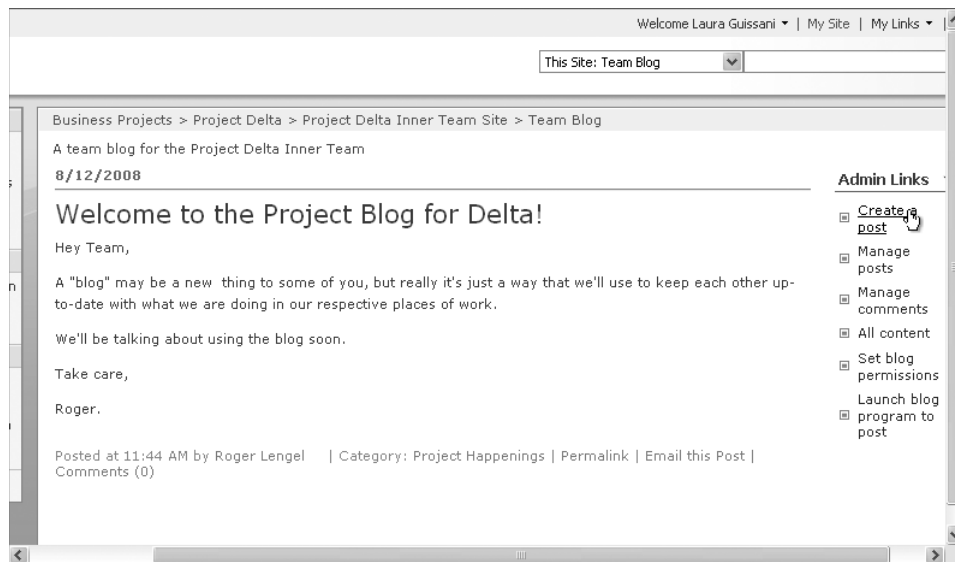 Welcome Laura Guissani ▾ | My Site | My Links ▾ |
This Site: Team Blog
Business Projects > Project Delta > Project Delta Inner Team Site > Team Blog
A team blog for the Project Delta Inner Team
8/12/2008
Welcome to the Project Blog for Delta!
Hey Team,
A "blog" may be a new thing to some of you, but really it's just a way that we'll use to keep each other up-
to-date with what we are doing in our respective places of work.
We'll be talking about using the blog soon.
Take care,
Roger.
Posted at 11:44 AM by Roger Lengel | Category: Project Happenings | Permalink | Email this Post |
Comments (0)
Admin Links
Create a
post
Manage
posts
Manage
comments
All content
Set blog
permissions
Launch blog
program to
post